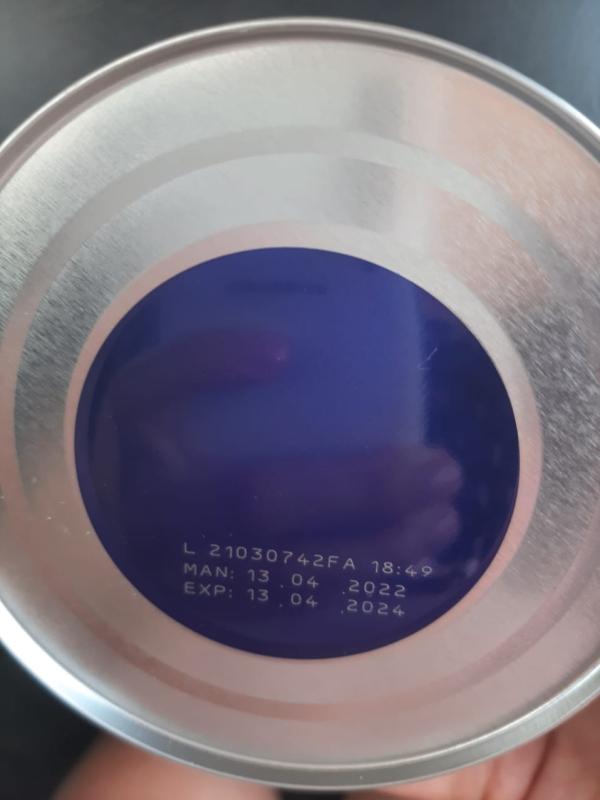 L 21030742FA 18:49
MAN: 13 .04 .2022
EXP: 13 .04 .2024